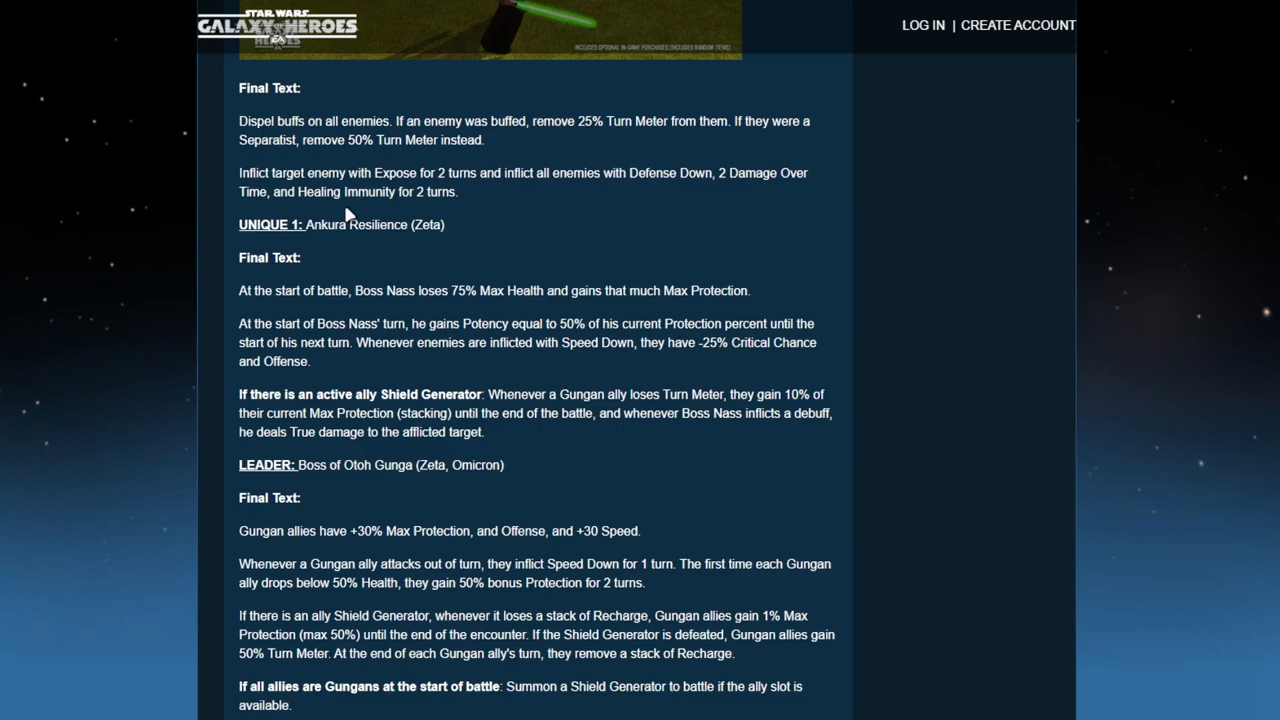 STAR WARS
GALAXY HEROES
HEROES
EA
LOG IN | CREATE ACCOUNT
INCLUDES OPTIONAL IN-GAME PURCHASES (INCLUDES RANDOM ITEMS).
Final Text:
Dispel buffs on all enemies. If an enemy was buffed, remove 25% Turn Meter from them. If they were a
Separatist, remove 50% Turn Meter instead.
Inflict target enemy with Expose for 2 turns and inflict all enemies with Defense Down, 2 Damage Over
Time, and Healing Immunity for 2 turns.
UNIQUE 1: Ankura Resilience (Zeta)
Final Text:
At the start of battle, Boss Nass loses 75% Max Health and gains that much Max Protection.
At the start of Boss Nass' turn, he gains Potency equal to 50% of his current Protection percent until the
start of his next turn. Whenever enemies are inflicted with Speed Down, they have -25% Critical Chance
and Offense.
If there is an active ally Shield Generator: Whenever a Gungan ally loses Turn Meter, they gain 10% of
their current Max Protection (stacking) until the end of the battle, and whenever Boss Nass inflicts a debuff,
he deals True damage to the afflicted target.
LEADER: Boss of Otoh Gunga (Zeta, Omicron)
Final Text:
Gungan allies have +30% Max Protection, and Offense, and +30 Speed.
Whenever a Gungan ally attacks out of turn, they inflict Speed Down for 1 turn. The first time each Gungan
ally drops below 50% Health, they gain 50% bonus Protection for 2 turns.
If there is an ally Shield Generator, whenever it loses a stack of Recharge, Gungan allies gain 1% Max
Protection (max 50%) until the end of the encounter. If the Shield Generator is defeated, Gungan allies gain
50% Turn Meter. At the end of each Gungan ally's turn, they remove a stack of Recharge.
If all allies are Gungans at the start of battle: Summon a Shield Generator to battle if the ally slot is
available.